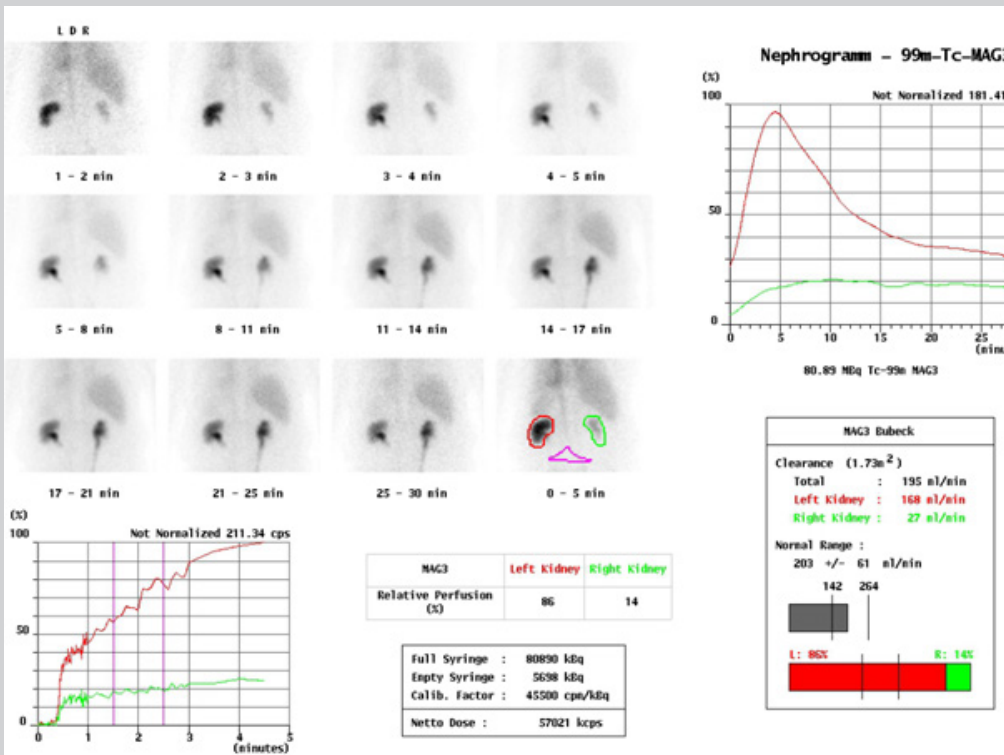 L D R
1 - 2 min
2 - 3 min
3 - 4 min
4 - 5 min
5 - 8 min
8 - 11 min
11 - 14 min
14 - 17 min
17 - 21 min
21 - 25 min
25 - 30 min
0 - 5 min
Nephrogramm - 99m-Tc-MAG3
(%)
Not Normalized 181.41
100
50
0
0 5 10 15 20 25
(minu
80.89 MBq Tc-99m MAG3
(%)
Not Normalized 211.34 cps
100
50
0
0 1 2 3 4 5
(minutes)
MAG3 Left Kidney Right Kidney
Relative Perfusion 86 14
(%)
Full Syringe : 80890 kBq
Empty Syringe : 5698 kBq
Calib. Factor : 45500 cpm/kBq
Netto Dose : 57021 kcps
MAG3 Bubeck
Clearance (1.73m²)
Total : 195 ml/min
Left Kidney : 168 ml/min
Right Kidney : 27 ml/min
Normal Range :
203 +/- 61 ml/min
142 264
L: 86% R: 14%